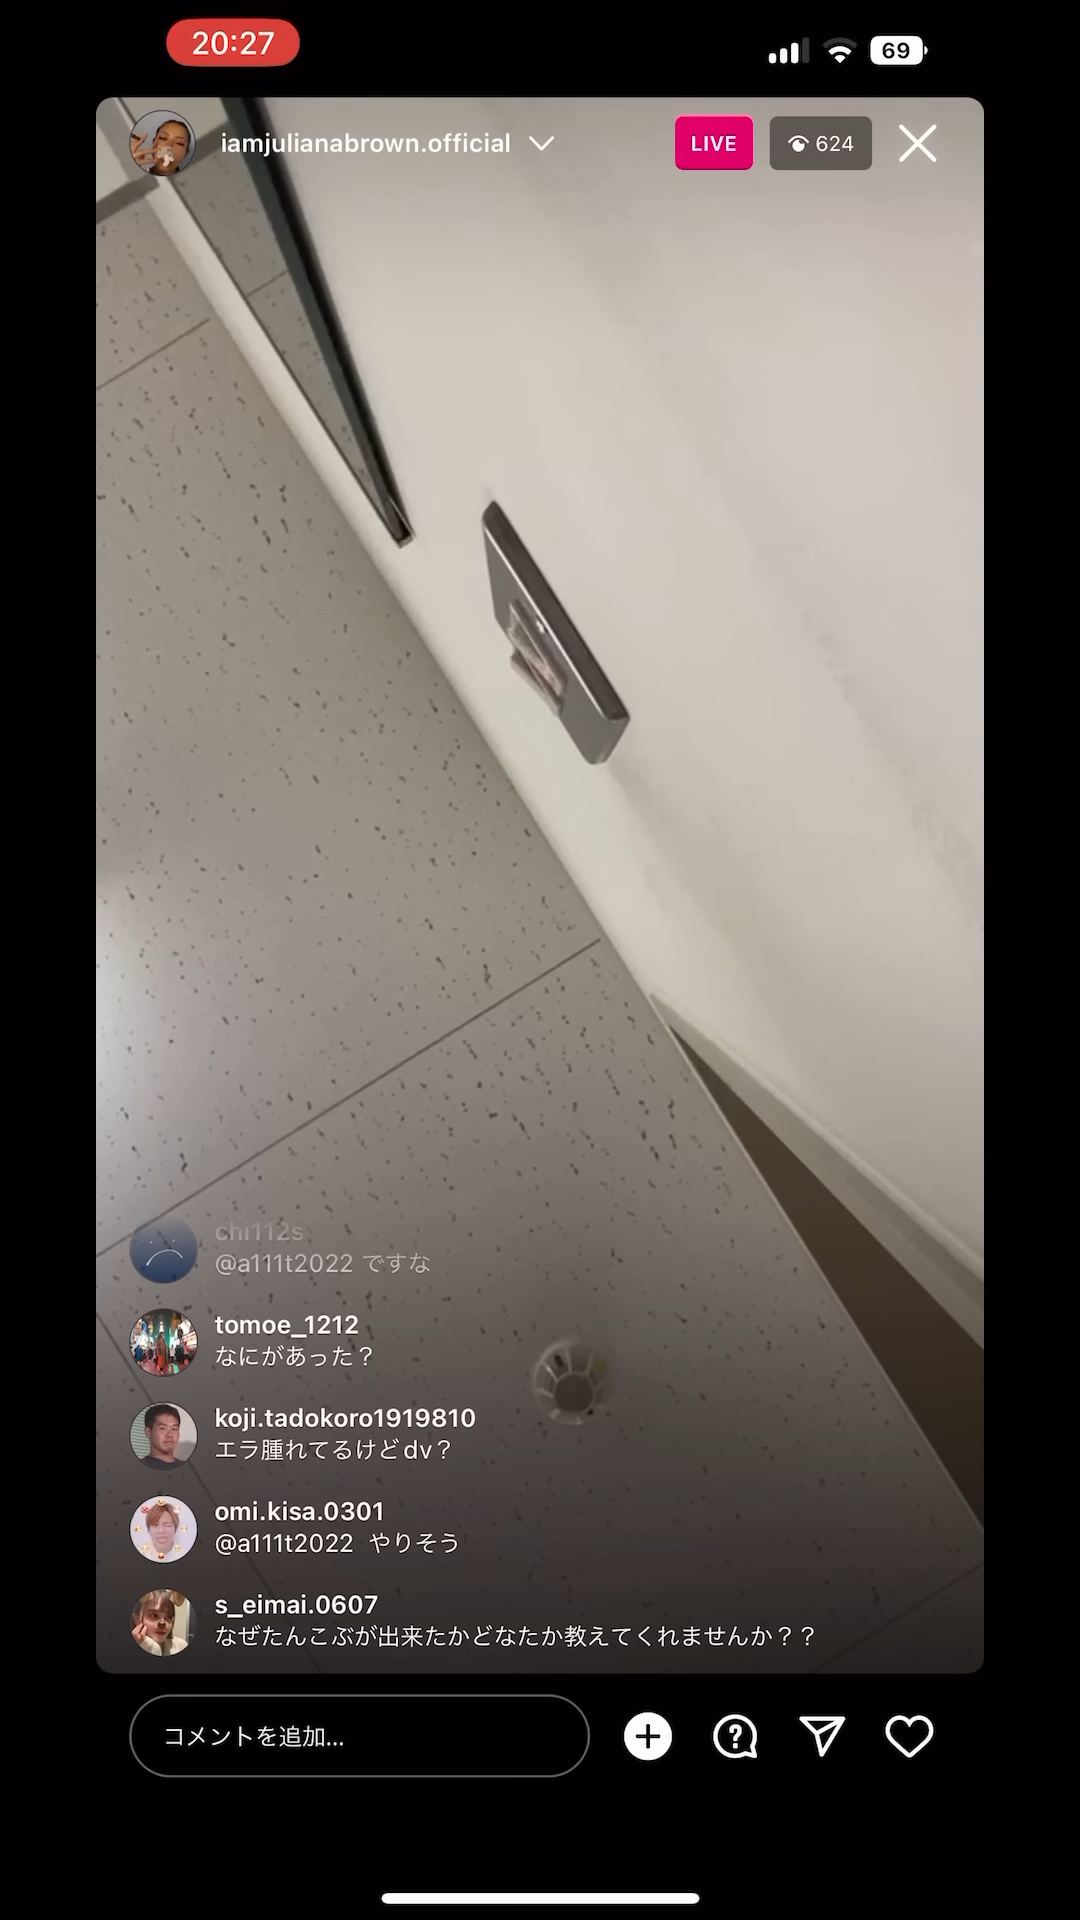 20:27
69
iamjulianabrown.official
LIVE
624
chi112s
@a111t2022 ですな
tomoe_1212
なにがあった？
koji.tadokoro1919810
エラ腫れてるけどdv？
omi.kisa.0301
@a111t2022 やりそう
s_eimai.0607
なぜたんこぶが出来たかどなたか教えてくれませんか？？
コメントを追加...